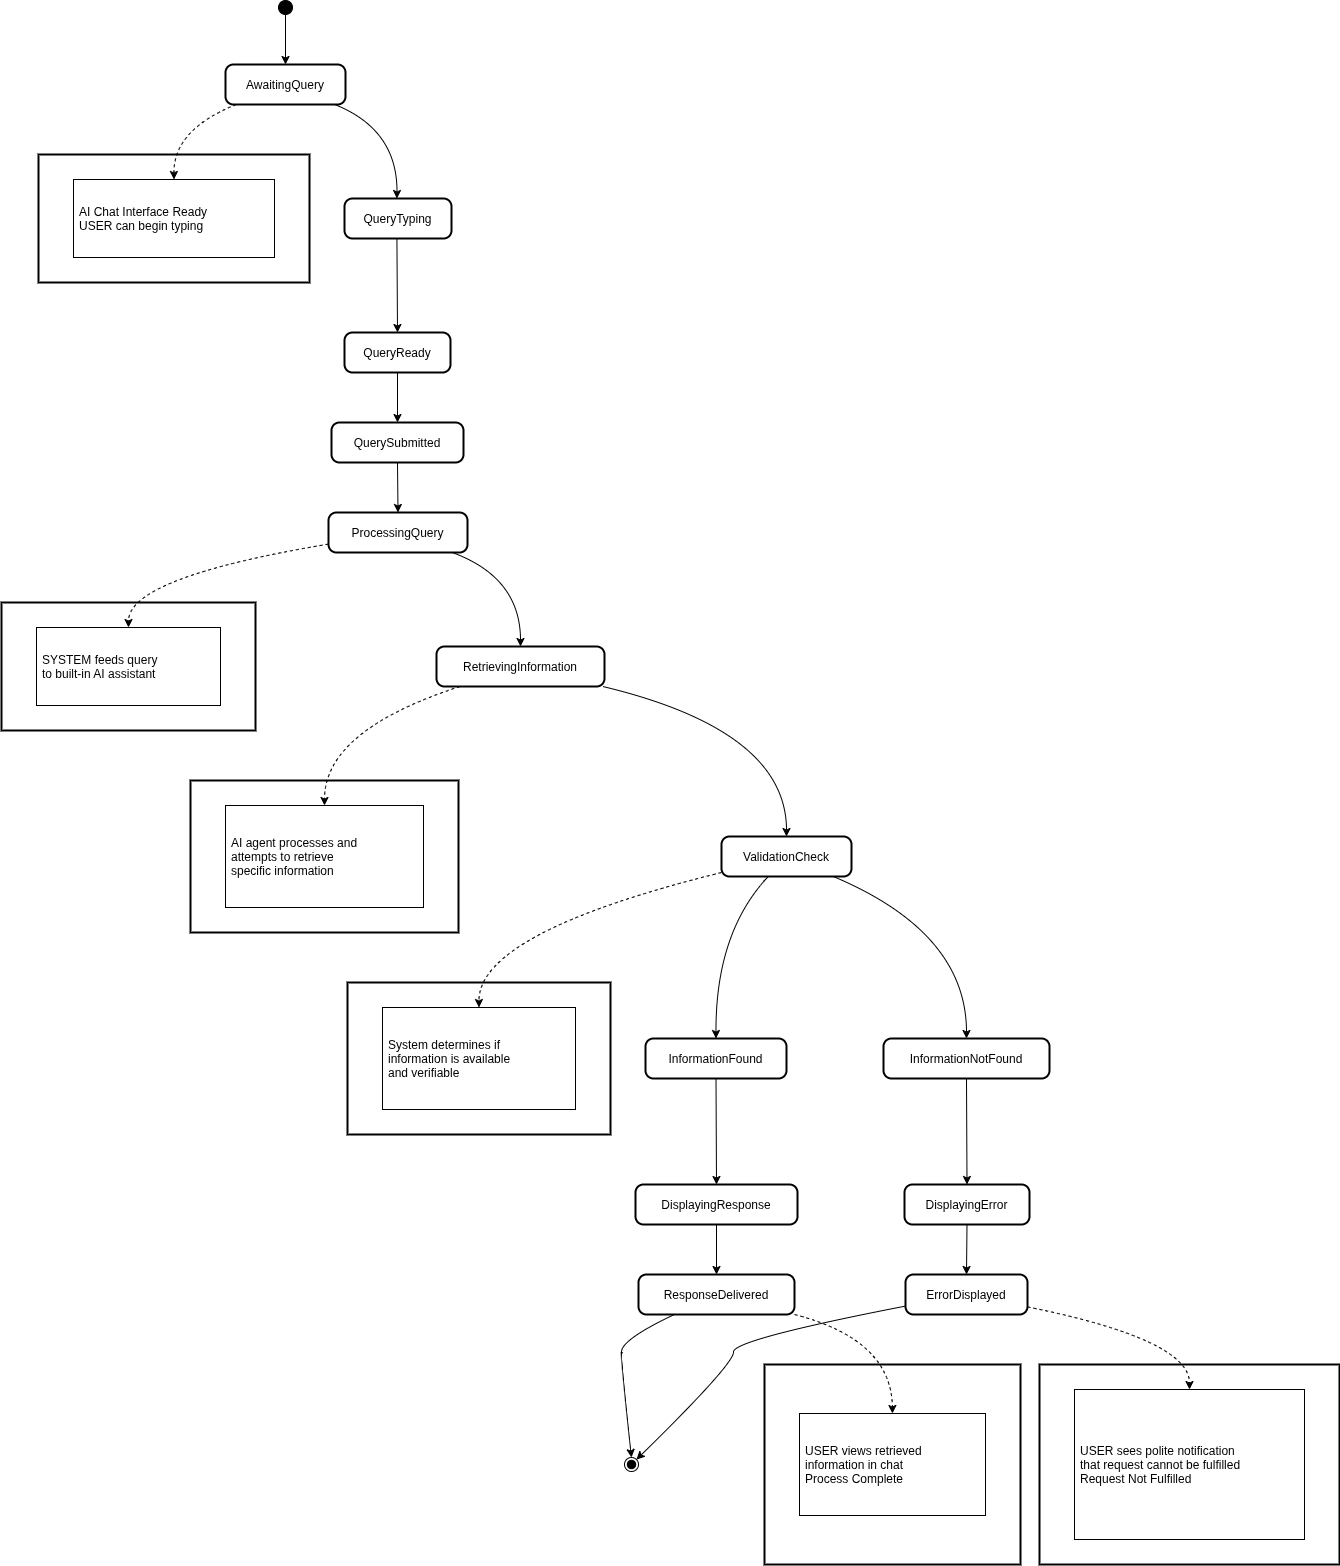 AwaitingQuery
AI Chat Interface Ready
USER can begin typing
QueryTyping
QueryReady
QuerySubmitted
ProcessingQuery
SYSTEM feeds query
to built-in AI assistant
RetrievingInformation
AI agent processes and
attempts to retrieve
specific information
ValidationCheck
System determines if
information is available
and verifiable
InformationFound
InformationNotFound
DisplayingResponse
DisplayingError
ResponseDelivered
ErrorDisplayed
USER views retrieved
information in chat
Process Complete
USER sees polite notification
that request cannot be fulfilled
Request Not Fulfilled